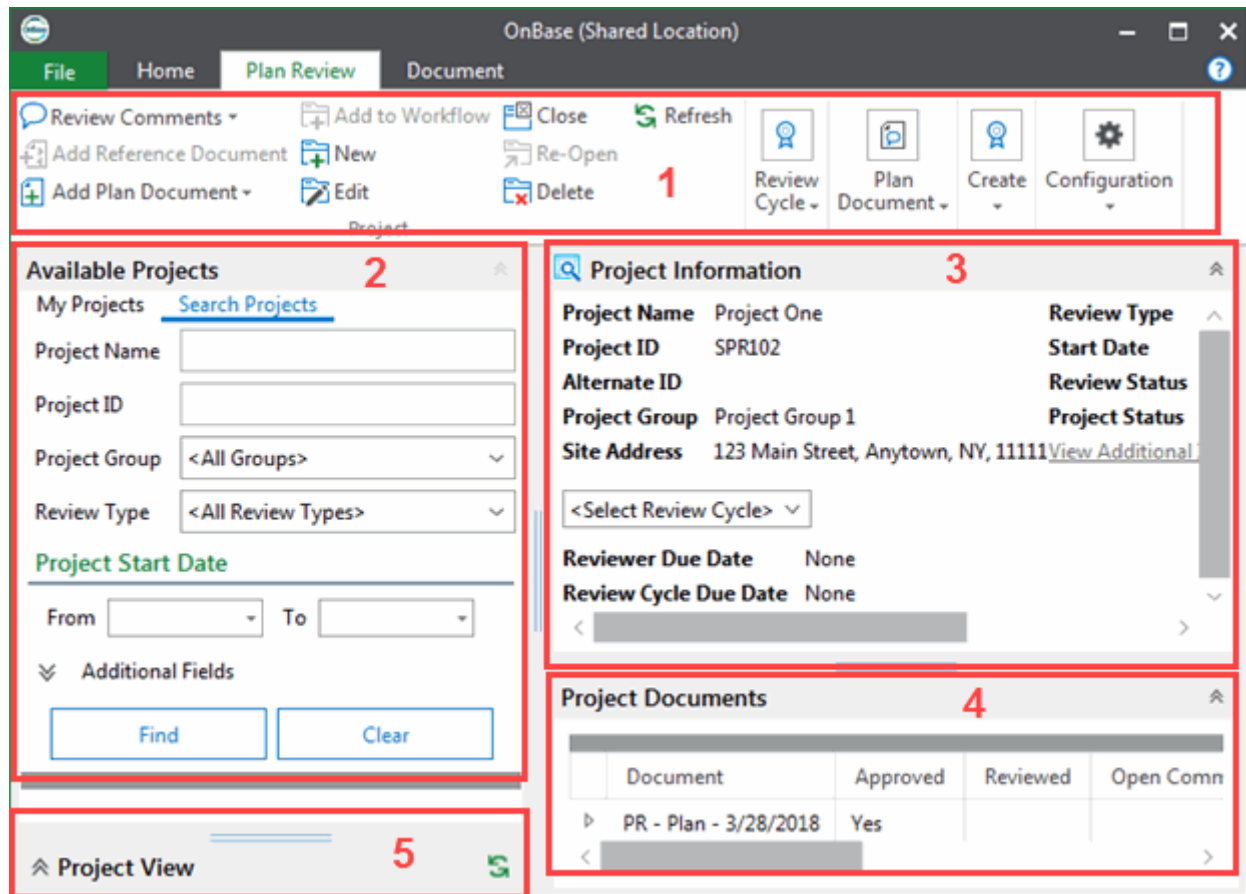 OnBase (Shared Location)
File Home Plan Review Document
Review Comments Add to Workflow Close Refresh
Add Reference Document New Re-Open
Add Plan Document Edit Delete
Review Cycle
Plan Document
Create
Configuration
1
Project
Available Projects 2
My Projects Search Projects
Project Name
Project ID
Project Group <All Groups>
Review Type <All Review Types>
Project Start Date
From To
Additional Fields
Find Clear
Project View 5
Project Information 3
Project Name Project One Review Type
Project ID SPR102 Start Date
Alternate ID Review Status
Project Group Project Group 1 Project Status
Site Address 123 Main Street, Anytown, NY, 11111 View Additional
<Select Review Cycle>
Reviewer Due Date None
Review Cycle Due Date None
Project Documents 4
Document Approved Reviewed Open Comm
PR - Plan - 3/28/2018 Yes